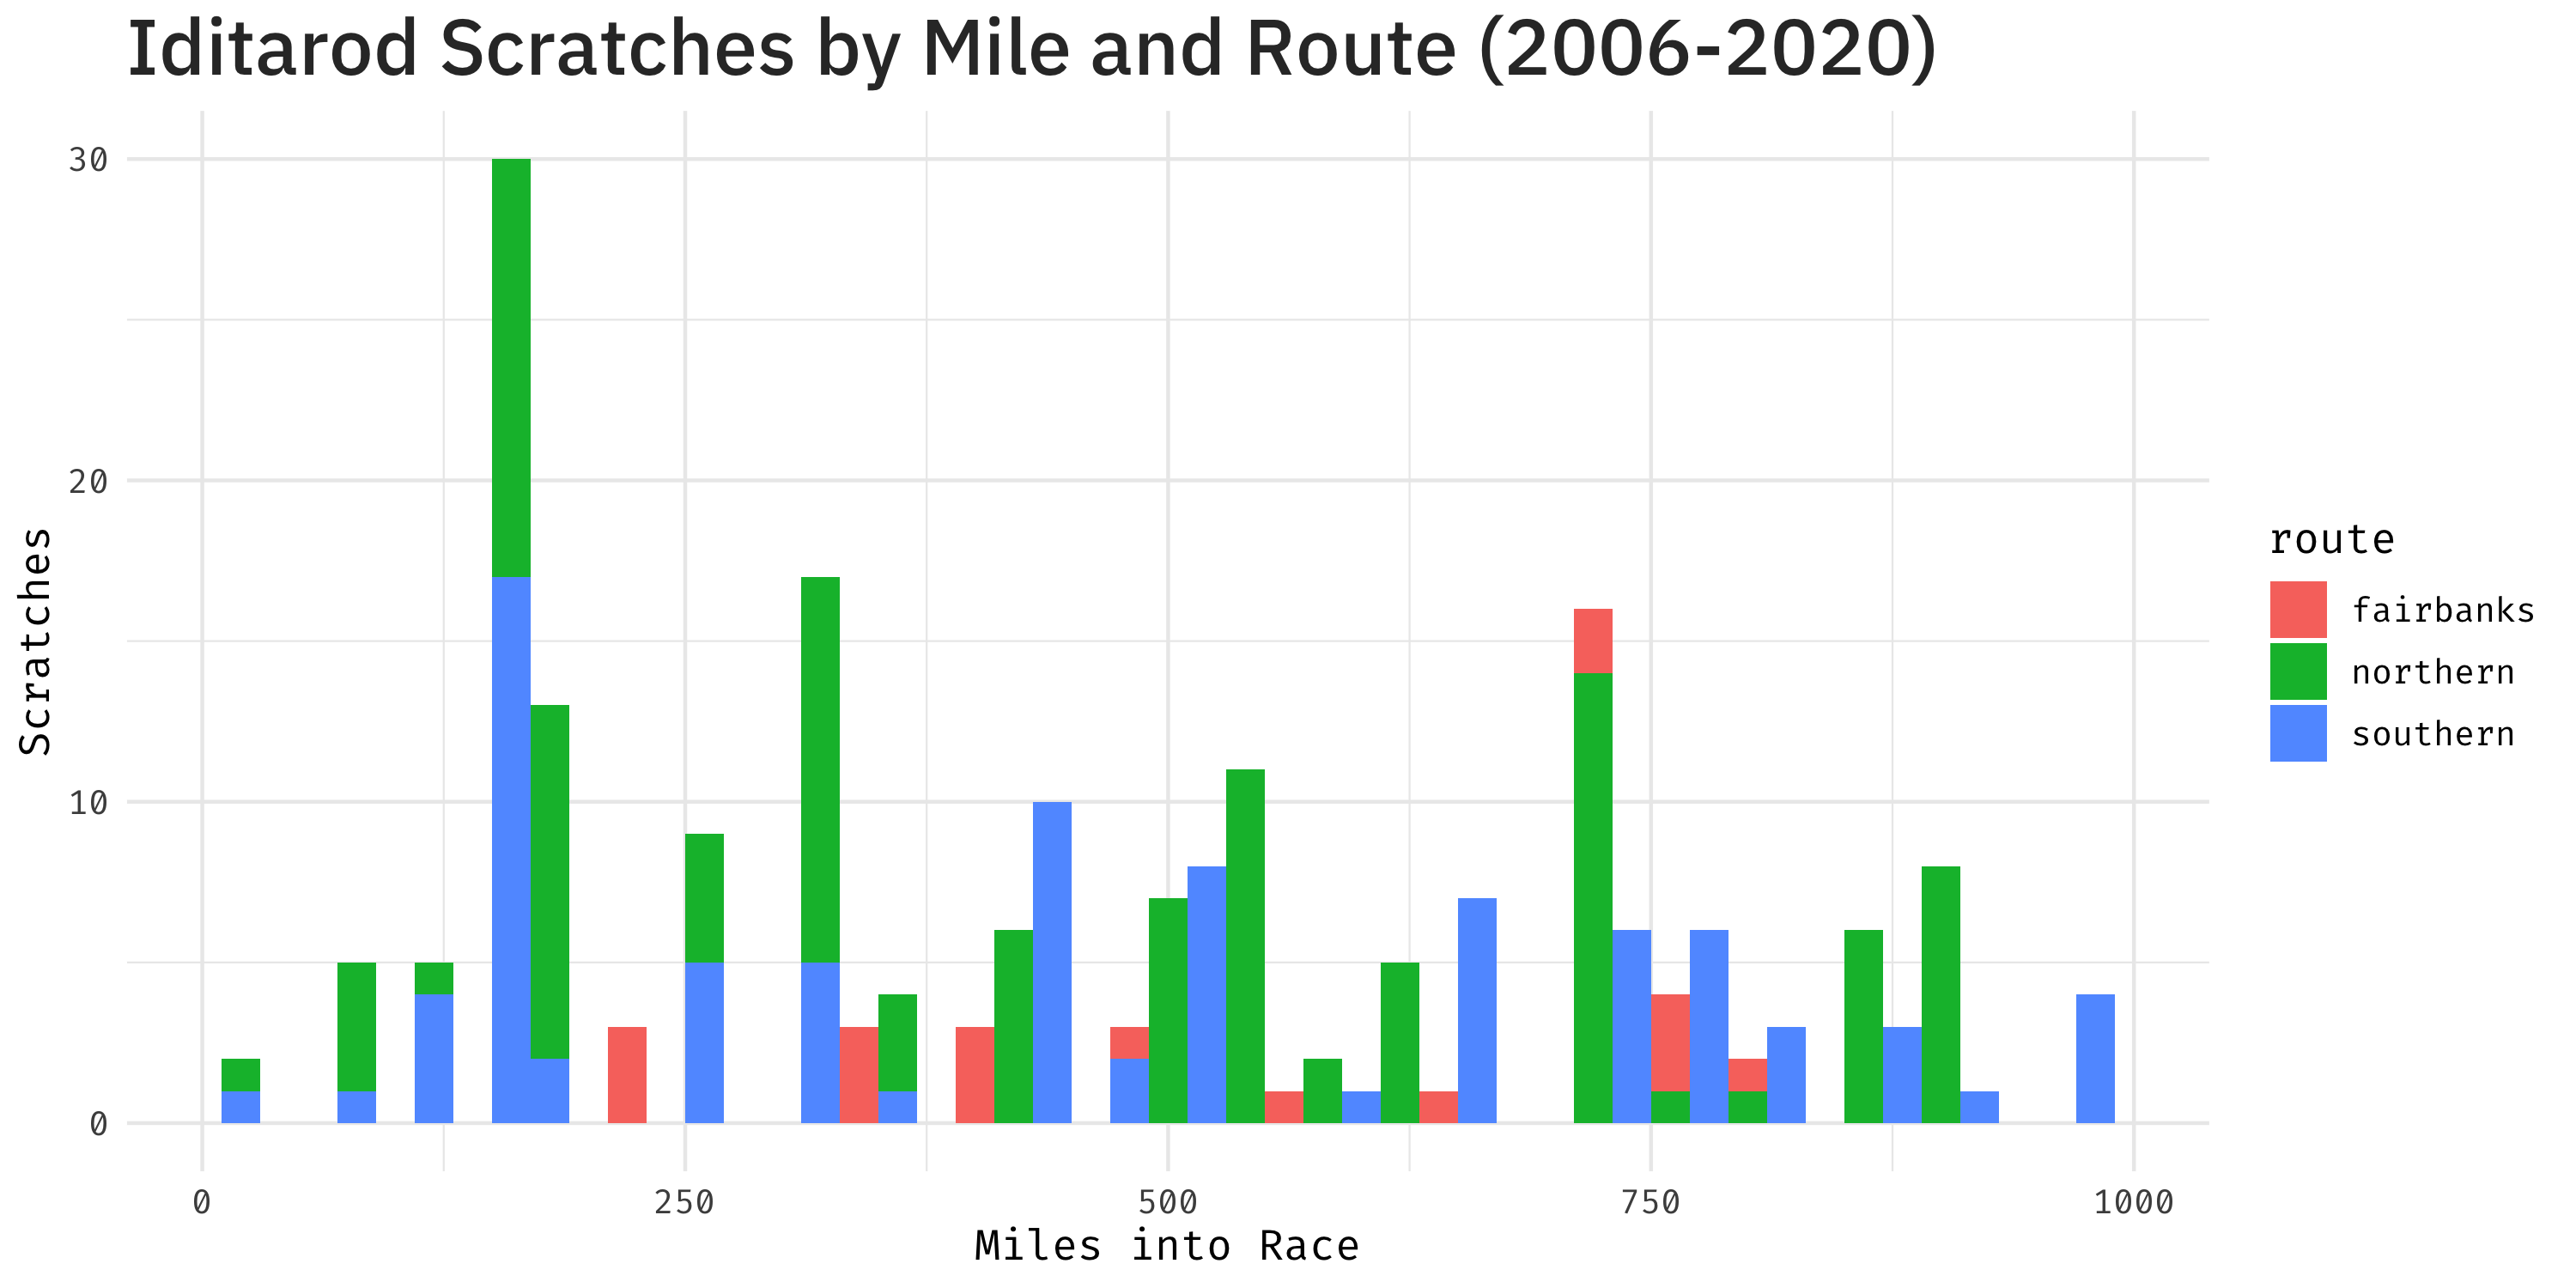 Iditarod Scratches by Mile and Route (2006-2020)
30
20
10
0
Scratches
0 250 500 750 1000
Miles into Race
route
fairbanks
northern
southern